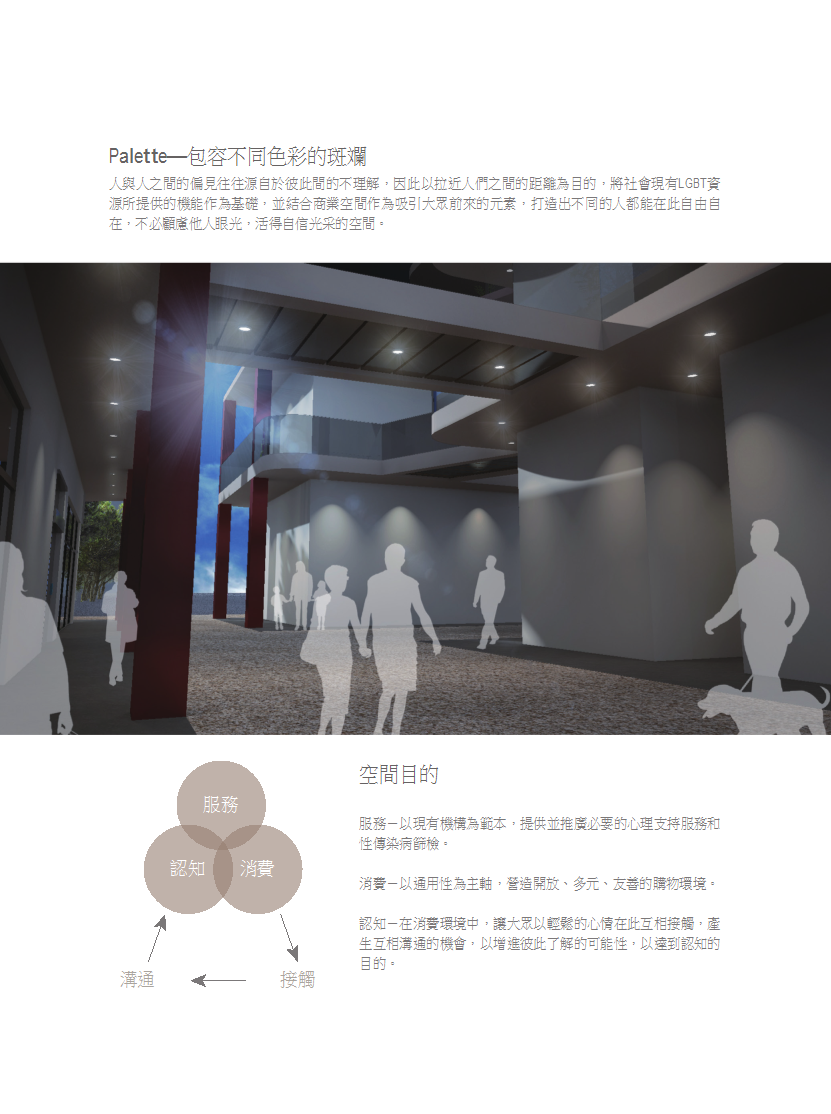 Palette—包容不同色彩的斑斕
人與人之間的偏見往往源自於彼此間的不理解，因此以拉近人們之間的距離為目的，將社會現有LGBT資
源所提供的機能作為基礎，並結合商業空間作為吸引大眾前來的元素，打造出不同的人都能在此自由自
在，不必顧慮他人眼光，活得自信光采的空間。
服務
認知
消費
溝通
接觸
空間目的
服務－以現有機構為範本，提供並推廣必要的心理支持服務和
性傳染病篩檢。
消費－以通用性為主軸，營造開放、多元、友善的購物環境。
認知－在消費環境中，讓大眾以輕鬆的心情在此互相接觸，產
生互相溝通的機會，以增進彼此了解的可能性，以達到認知的
目的。